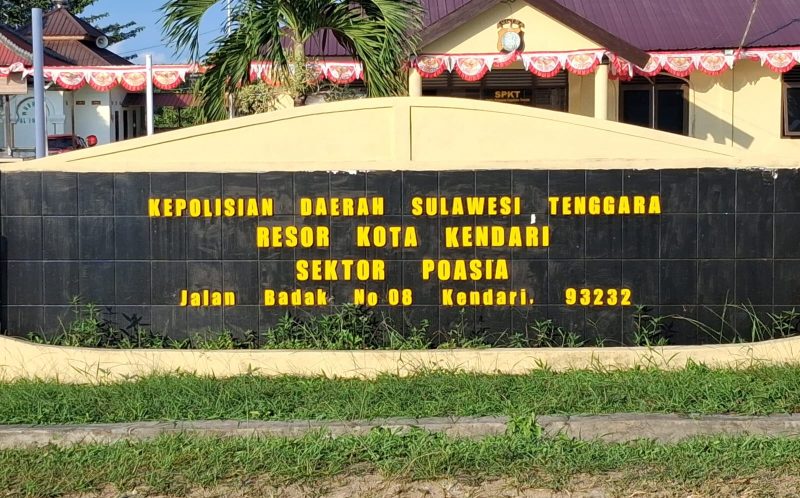 SPKT
KEPOLISIAN DAERAH SULAWESI TENGGARA
RESOR KOTA KENDARI
SEKTOR POASIA
Jalan Badak No 08 Kendari. 93232